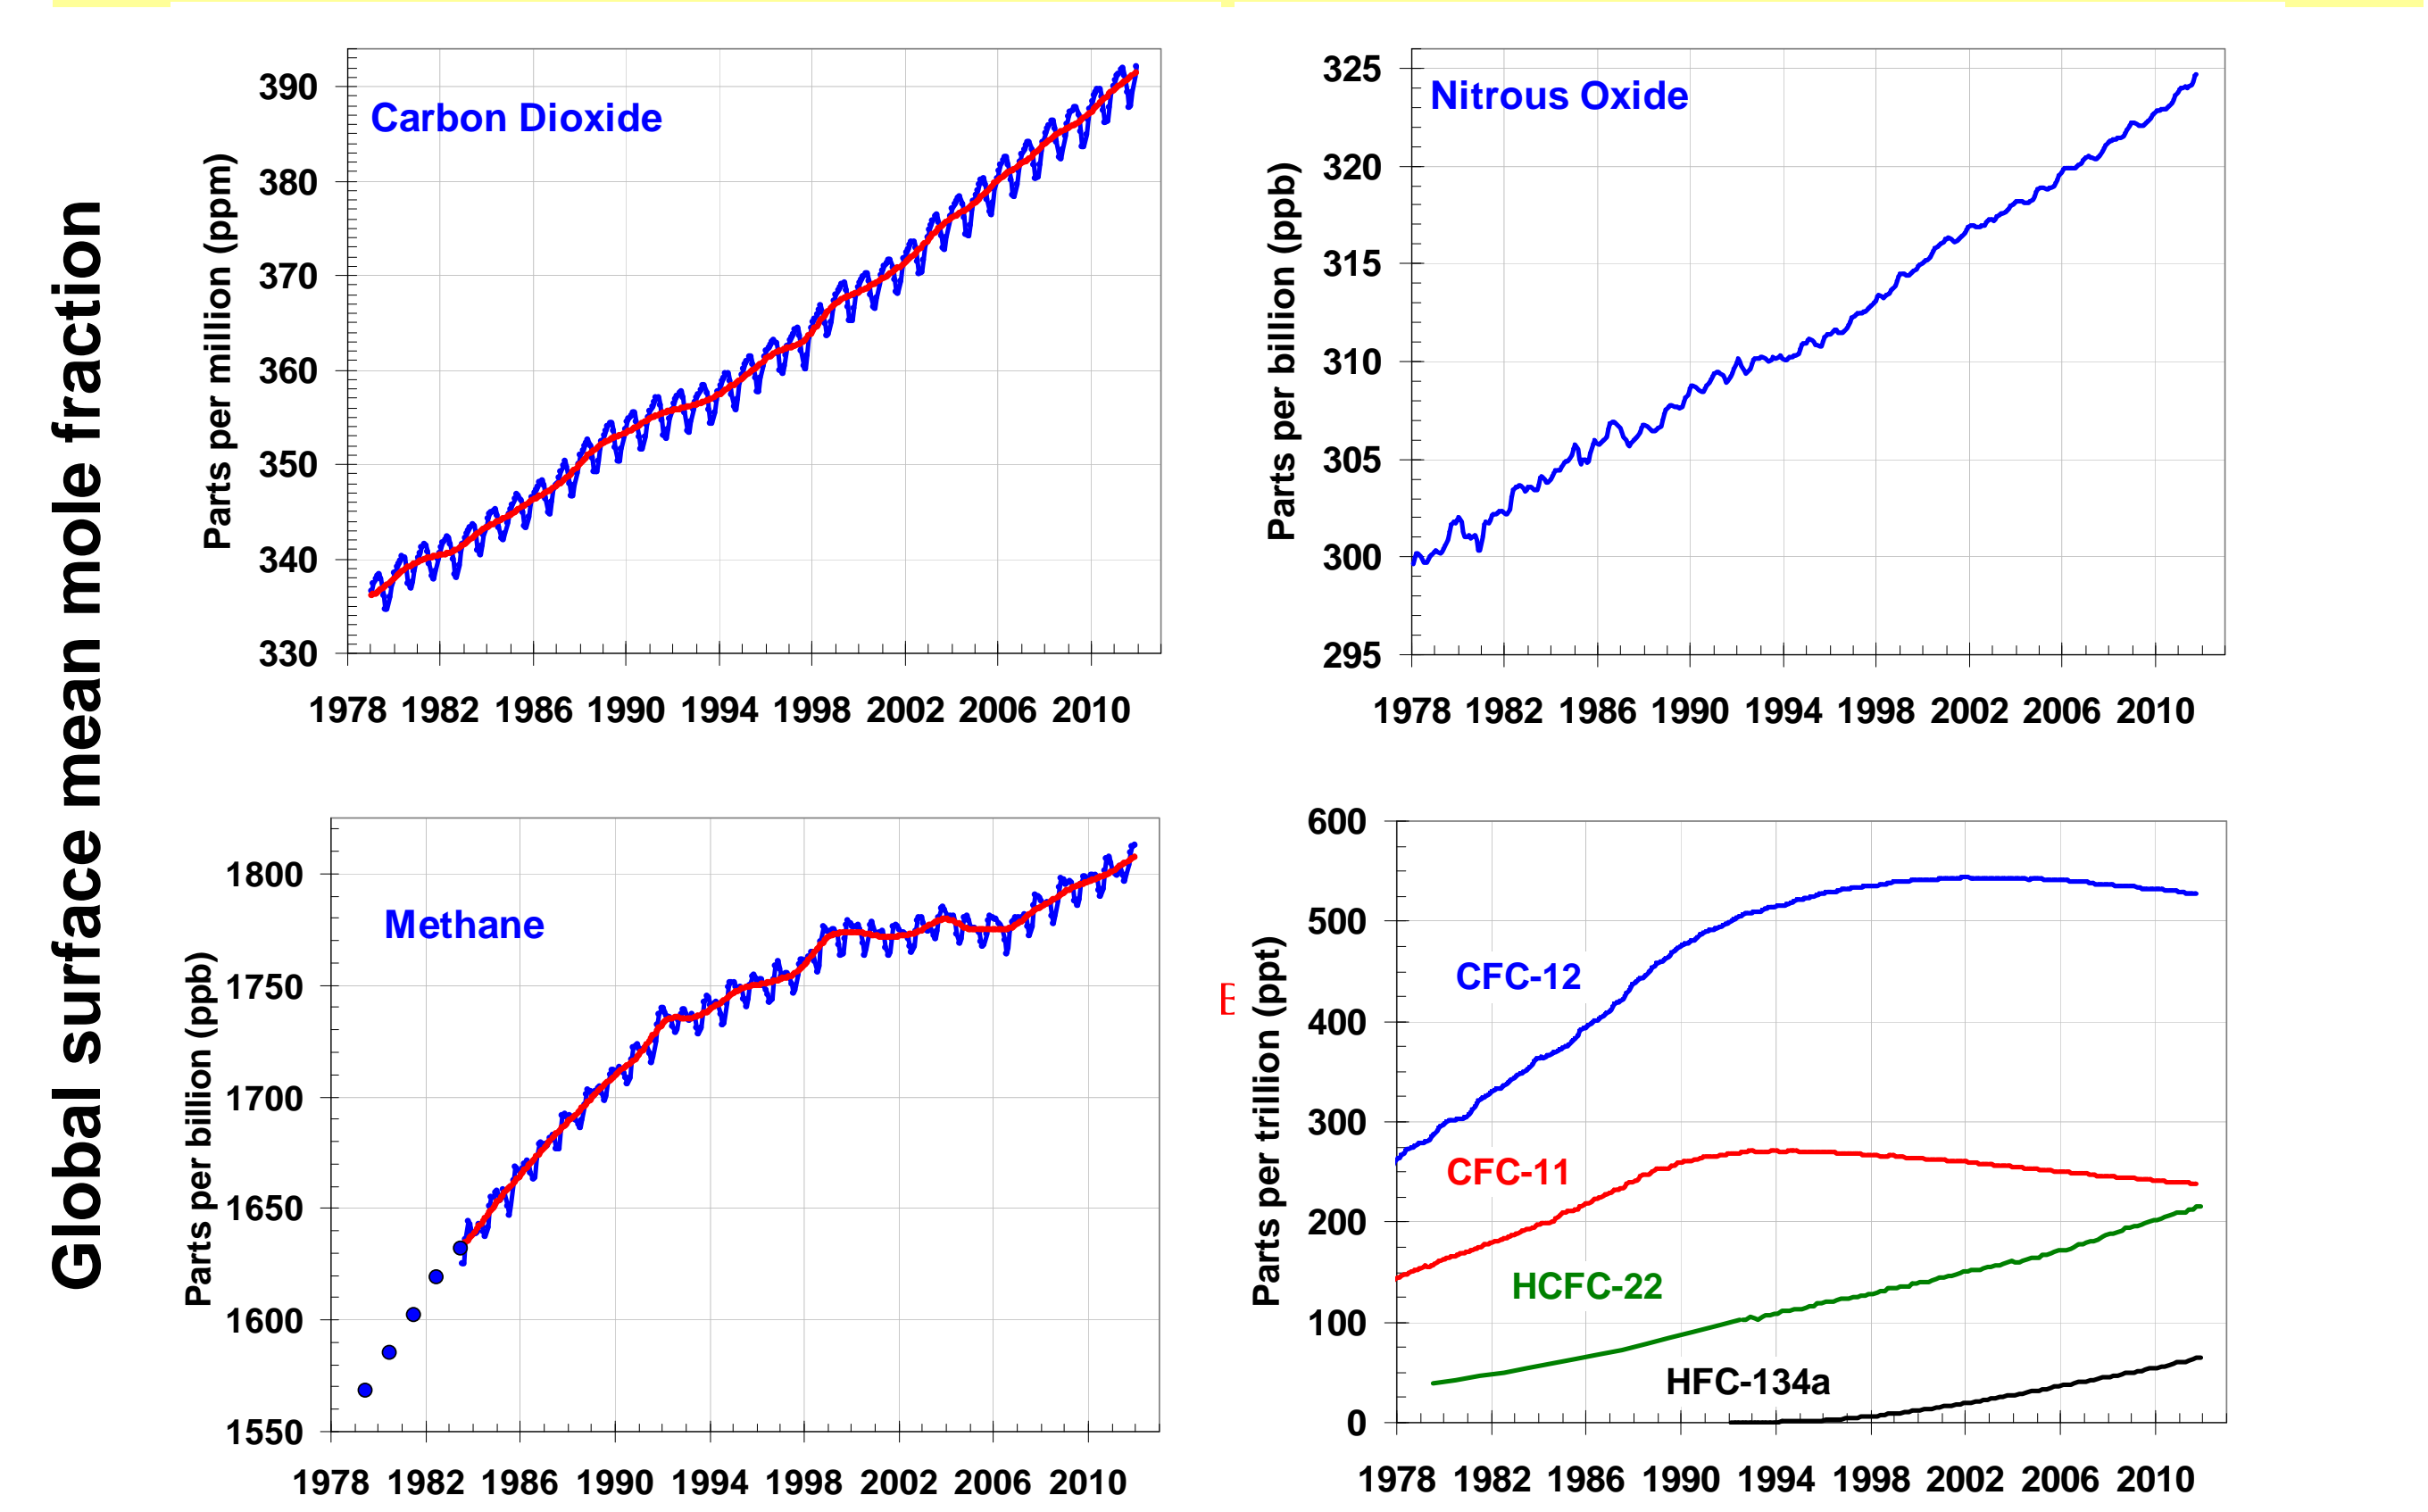 Global surface mean mole fraction
Carbon Dioxide
Parts per million (ppm)
390
380
370
360
350
340
330
1978 1982 1986 1990 1994 1998 2002 2006 2010
Nitrous Oxide
Parts per billion (ppb)
325
320
315
310
305
300
295
1978 1982 1986 1990 1994 1998 2002 2006 2010
Methane
Parts per billion (ppb)
1800
1750
1700
1650
1600
1550
1978 1982 1986 1990 1994 1998 2002 2006 2010
E
Parts per trillion (ppt)
600
500
400
300
200
100
0
CFC-12
CFC-11
HCFC-22
HFC-134a
1978 1982 1986 1990 1994 1998 2002 2006 2010